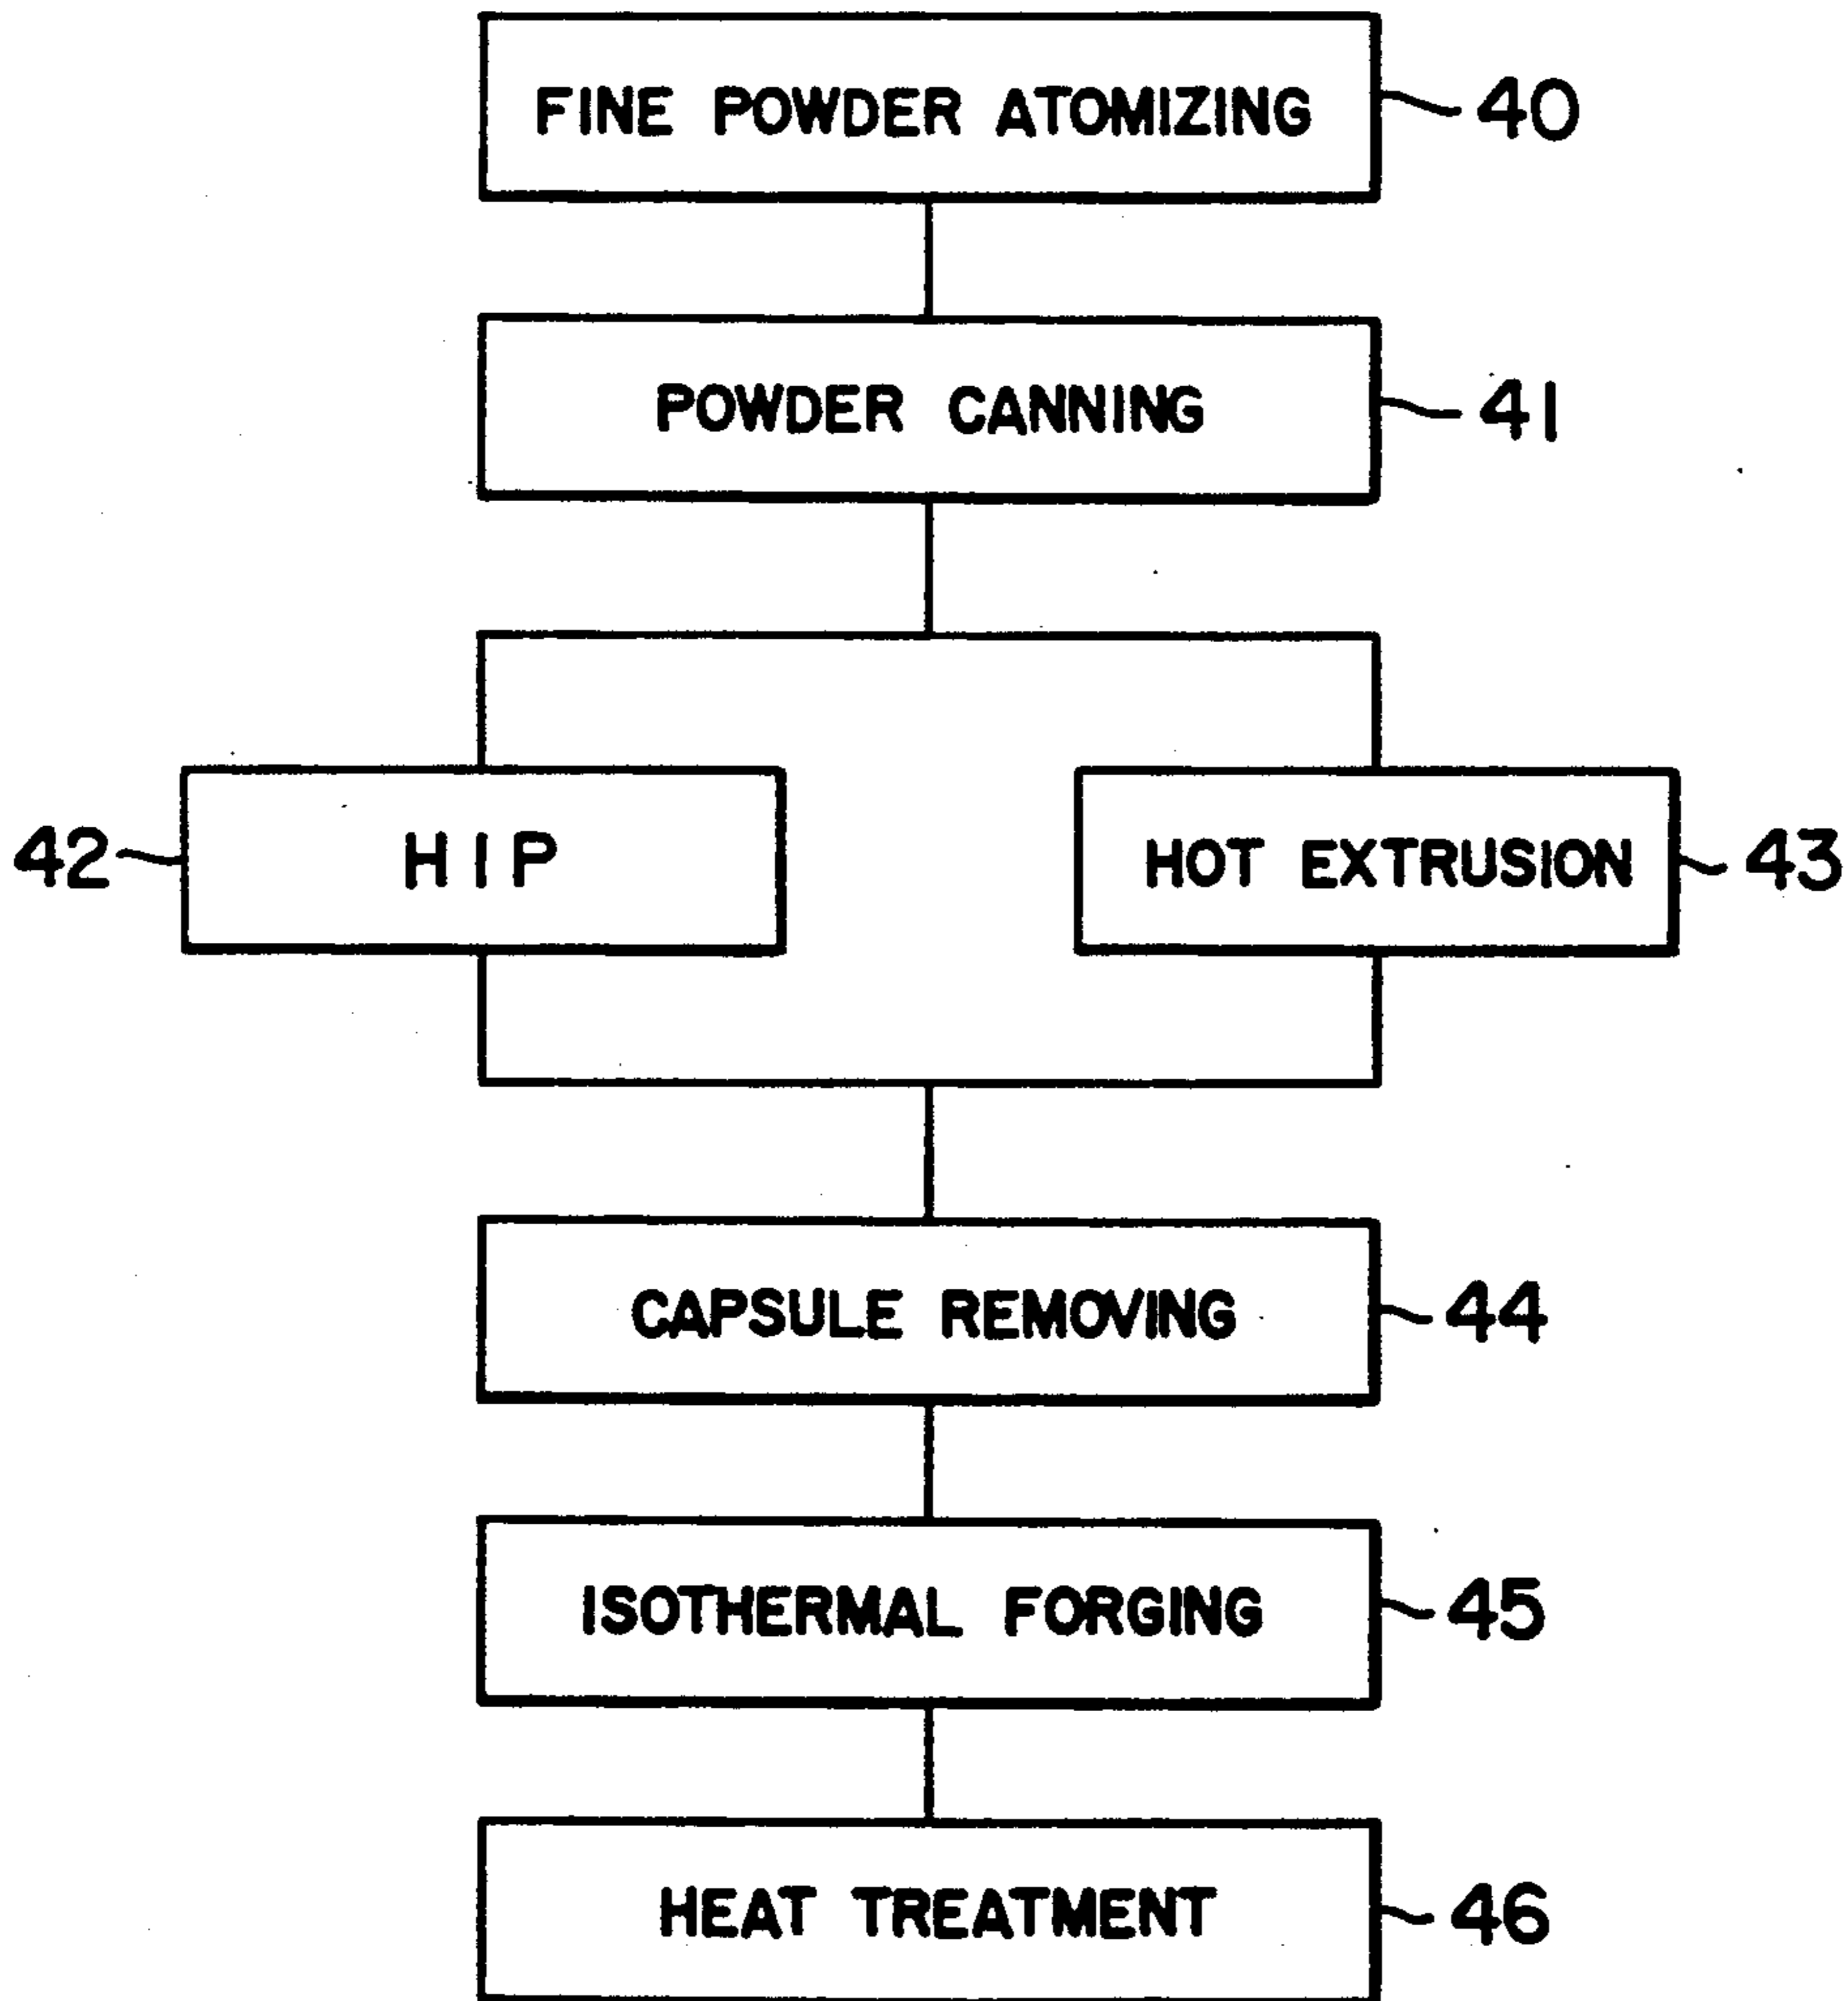 FINE POWDER ATOMIZING 40
POWDER CANNING 41
42 HIP HOT EXTRUSION 43
CAPSULE REMOVING 44
ISOTHERMAL FORGING 45
HEAT TREATMENT 46